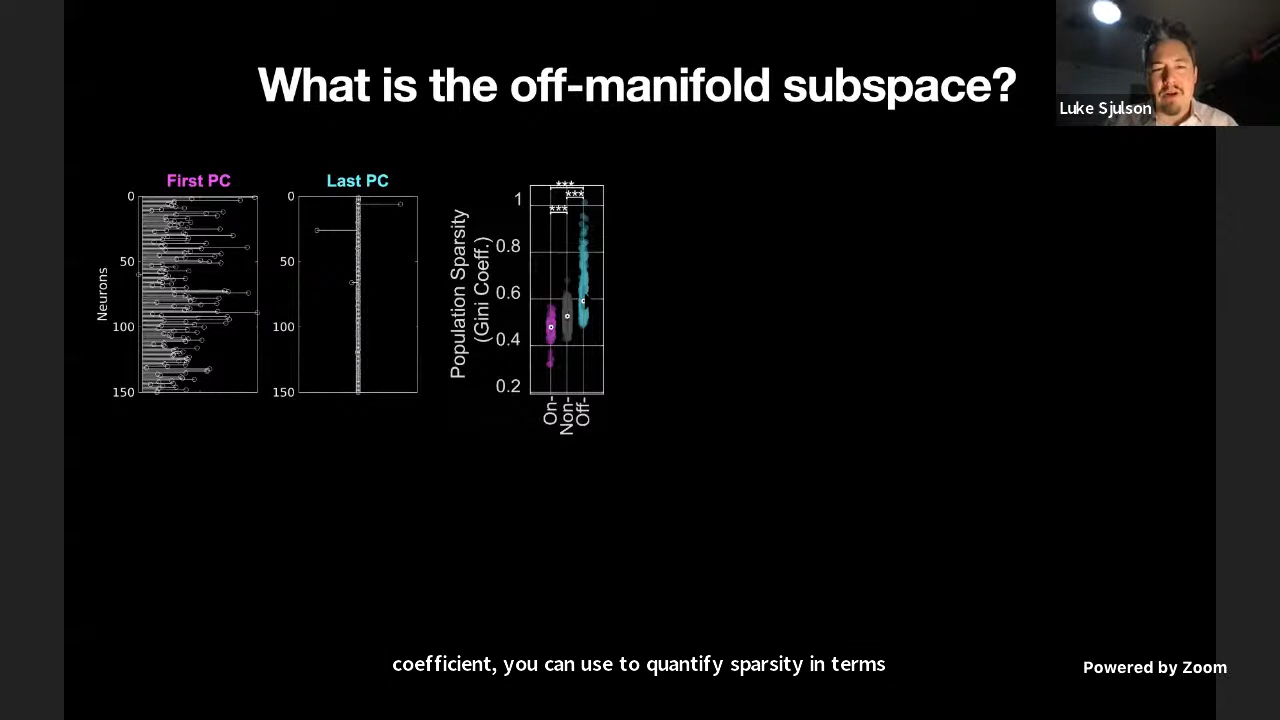 What is the off-manifold subspace?
Luke Sjulson
First PC
Last PC
0
50
100
150
Neurons
0
50
100
150
Population Sparsity
(Gini Coeff.)
1
0.8
0.6
0.4
0.2
***
***
***
On-
Non-
Off-
coefficient, you can use to quantify sparsity in terms
Powered by Zoom